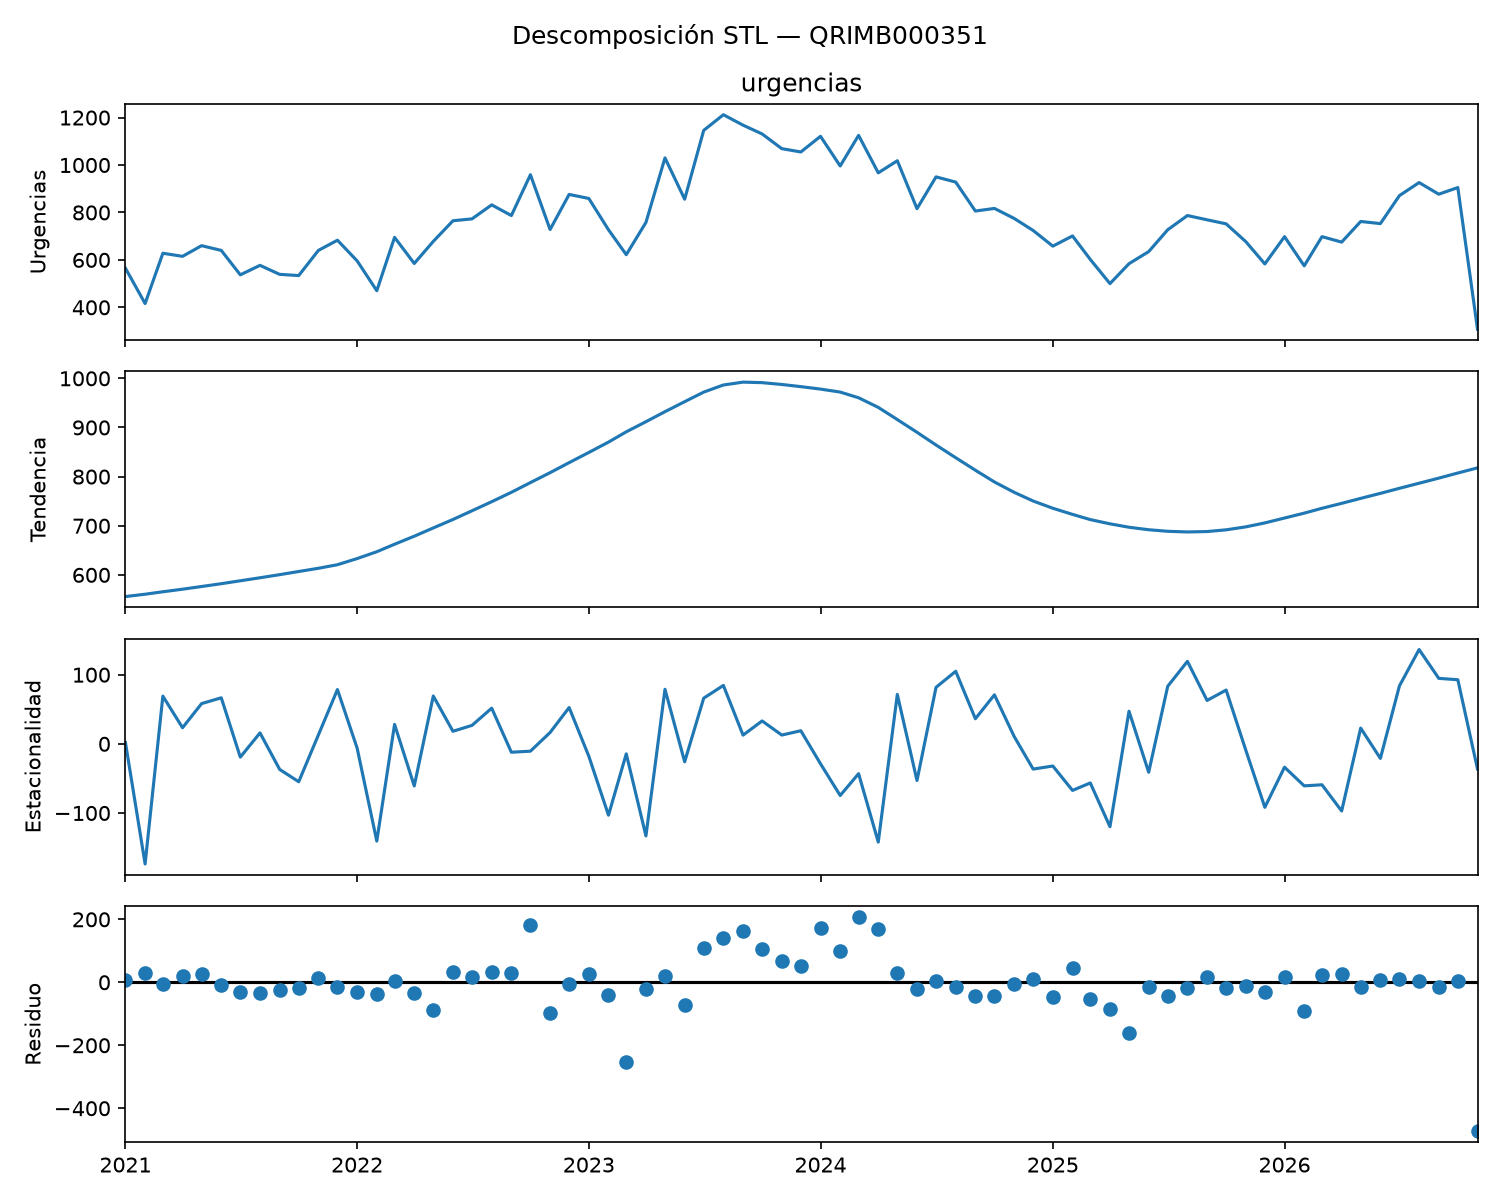 Descomposición STL — QRIMB000351
urgencias
Urgencias
1200
1000
800
600
400
Tendencia
1000
900
800
700
600
Estacionalidad
100
0
−100
Residuo
200
0
−200
−400
2021 2022 2023 2024 2025 2026